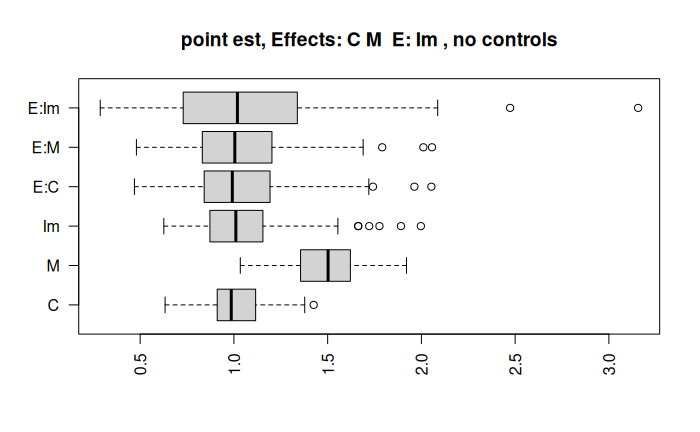 point est, Effects: C M  E: Im , no controls
E:Im
E:M
E:C
Im
M
C
0.5 1.0 1.5 2.0 2.5 3.0